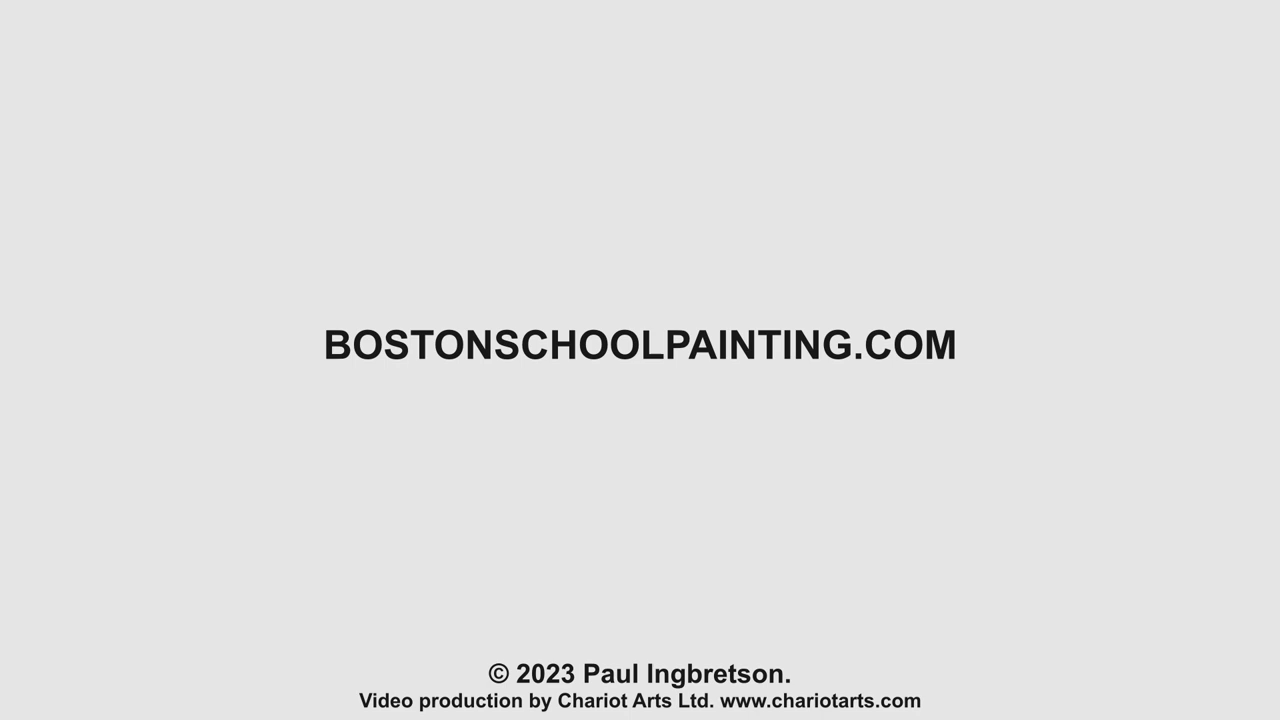 BOSTONSCHOOLPAINTING.COM
© 2023 Paul Ingbretson.
Video production by Chariot Arts Ltd. www.chariotarts.com